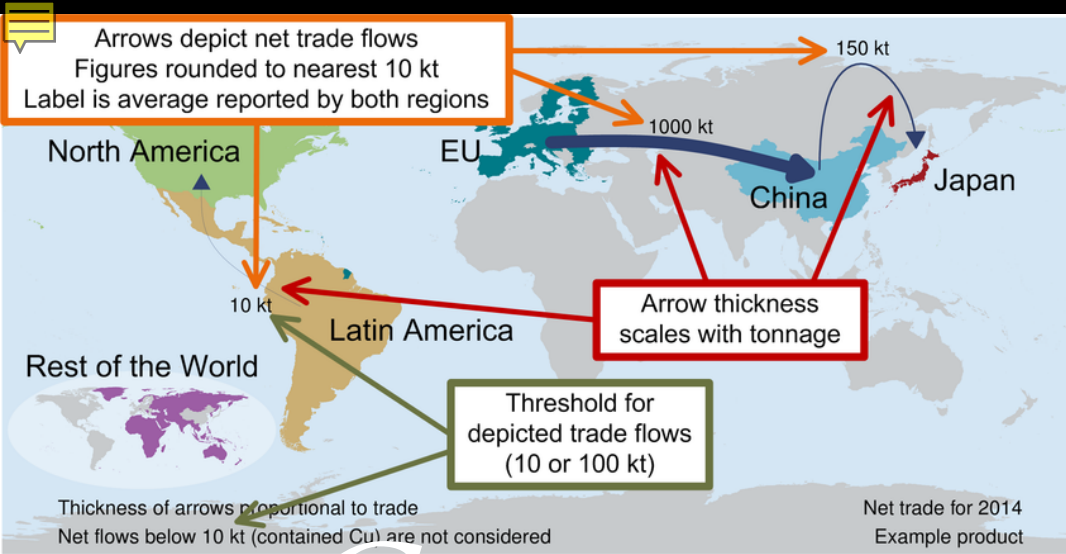 Arrows depict net trade flows
Figures rounded to nearest 10 kt
Label is average reported by both regions
150 kt
1000 kt
North America
EU
China
Japan
10 kt
Latin America
Arrow thickness
scales with tonnage
Rest of the World
Threshold for
depicted trade flows
(10 or 100 kt)
Thickness of arrows proportional to trade
Net flows below 10 kt (contained Cu) are not considered
Net trade for 2014
Example product